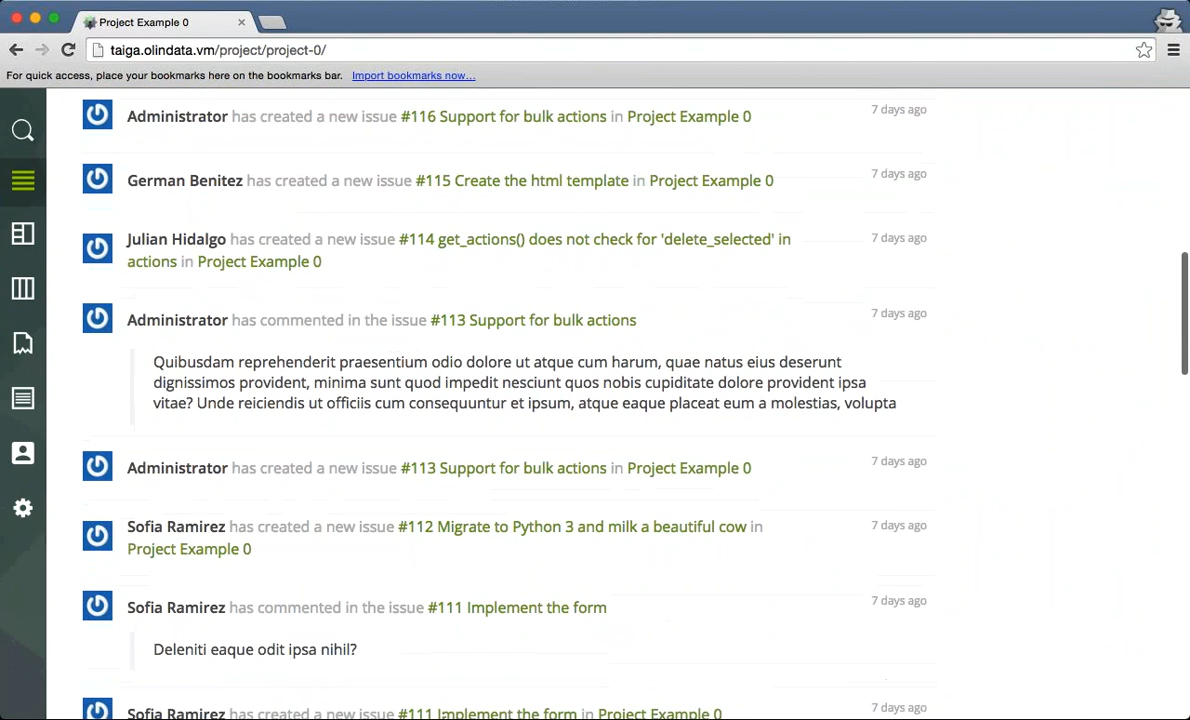 Project Example 0
taiga.olindata.vm/project/project-0/
For quick access, place your bookmarks here on the bookmarks bar. Import bookmarks now...
Administrator has created a new issue #116 Support for bulk actions in Project Example 0 7 days ago
German Benitez has created a new issue #115 Create the html template in Project Example 0 7 days ago
Julian Hidalgo has created a new issue #114 get_actions() does not check for 'delete_selected' in 7 days ago
actions in Project Example 0
Administrator has commented in the issue #113 Support for bulk actions 7 days ago
Quibusdam reprehenderit praesentium odio dolore ut atque cum harum, quae natus eius deserunt
dignissimos provident, minima sunt quod impedit nesciunt quos nobis cupiditate dolore provident ipsa
vitae? Unde reiciendis ut officiis cum consequuntur et ipsum, atque eaque placeat eum a molestias, volupta
Administrator has created a new issue #113 Support for bulk actions in Project Example 0 7 days ago
Sofia Ramirez has created a new issue #112 Migrate to Python 3 and milk a beautiful cow in 7 days ago
Project Example 0
Sofia Ramirez has commented in the issue #111 Implement the form 7 days ago
Deleniti eaque odit ipsa nihil?
Sofia Ramirez has created a new issue #111 Implement the form in Project Example 0 7 days ago